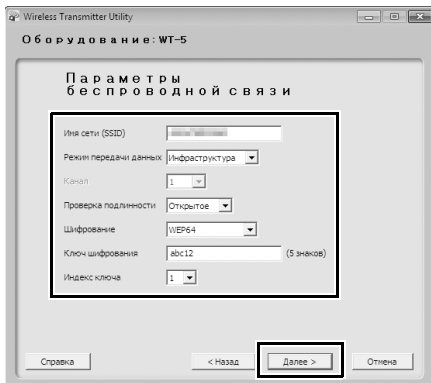 Wireless Transmitter Utility
Оборудование: WT-5
Параметры
беспроводной связи
Имя сети (SSID)
Режим передачи данных Инфраструктура
Канал 1
Проверка подлинности Открытое
Шифрование WEP64
Ключ шифрования abc12 (5 знаков)
Индекс ключа 1
Справка < Назад Далее > Отмена